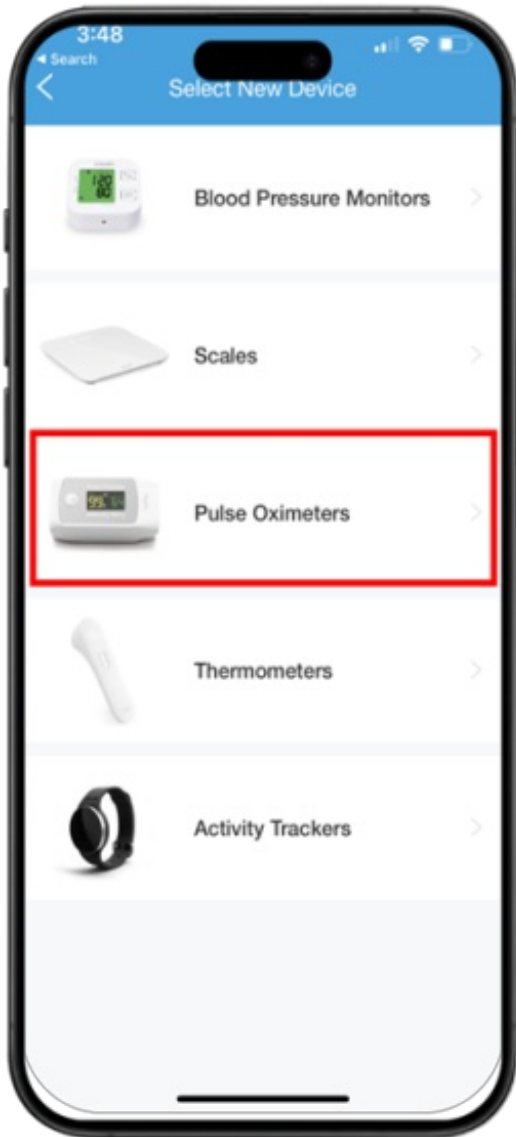 3:48
Search
Select New Device
Blood Pressure Monitors
Scales
Pulse Oximeters
Thermometers
Activity Trackers